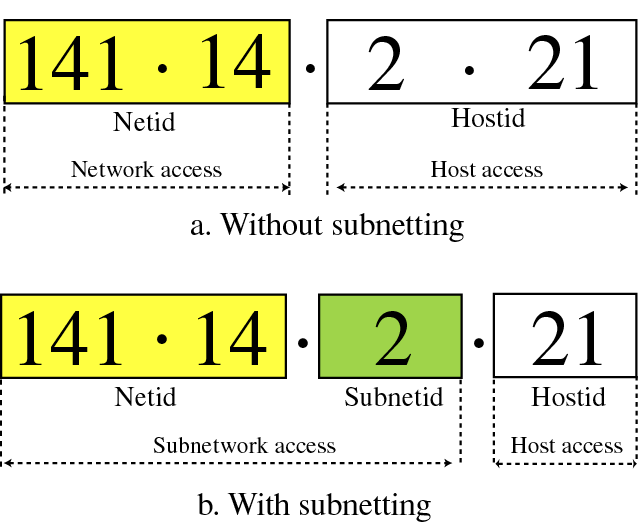 141 · 14 · 2 · 21
Netid Hostid
Network access Host access
a. Without subnetting
141 · 14 · 2 · 21
Netid Subnetid Hostid
Subnetwork access Host access
b. With subnetting